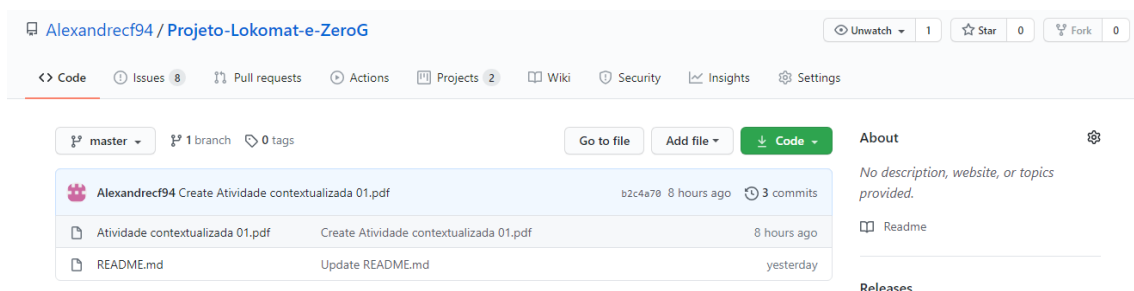 Alexandrecf94 / Projeto-Lokomat-e-ZeroG
Unwatch 1 Star 0 Fork 0
Code Issues 8 Pull requests Actions Projects 2 Wiki Security Insights Settings
master 1 branch 0 tags Go to file Add file Code
Alexandrecf94 Create Atividade contextualizada 01.pdf b2c4a70 8 hours ago 3 commits
Atividade contextualizada 01.pdf Create Atividade contextualizada 01.pdf 8 hours ago
README.md Update README.md yesterday
About
No description, website, or topics
provided.
Readme
Releases